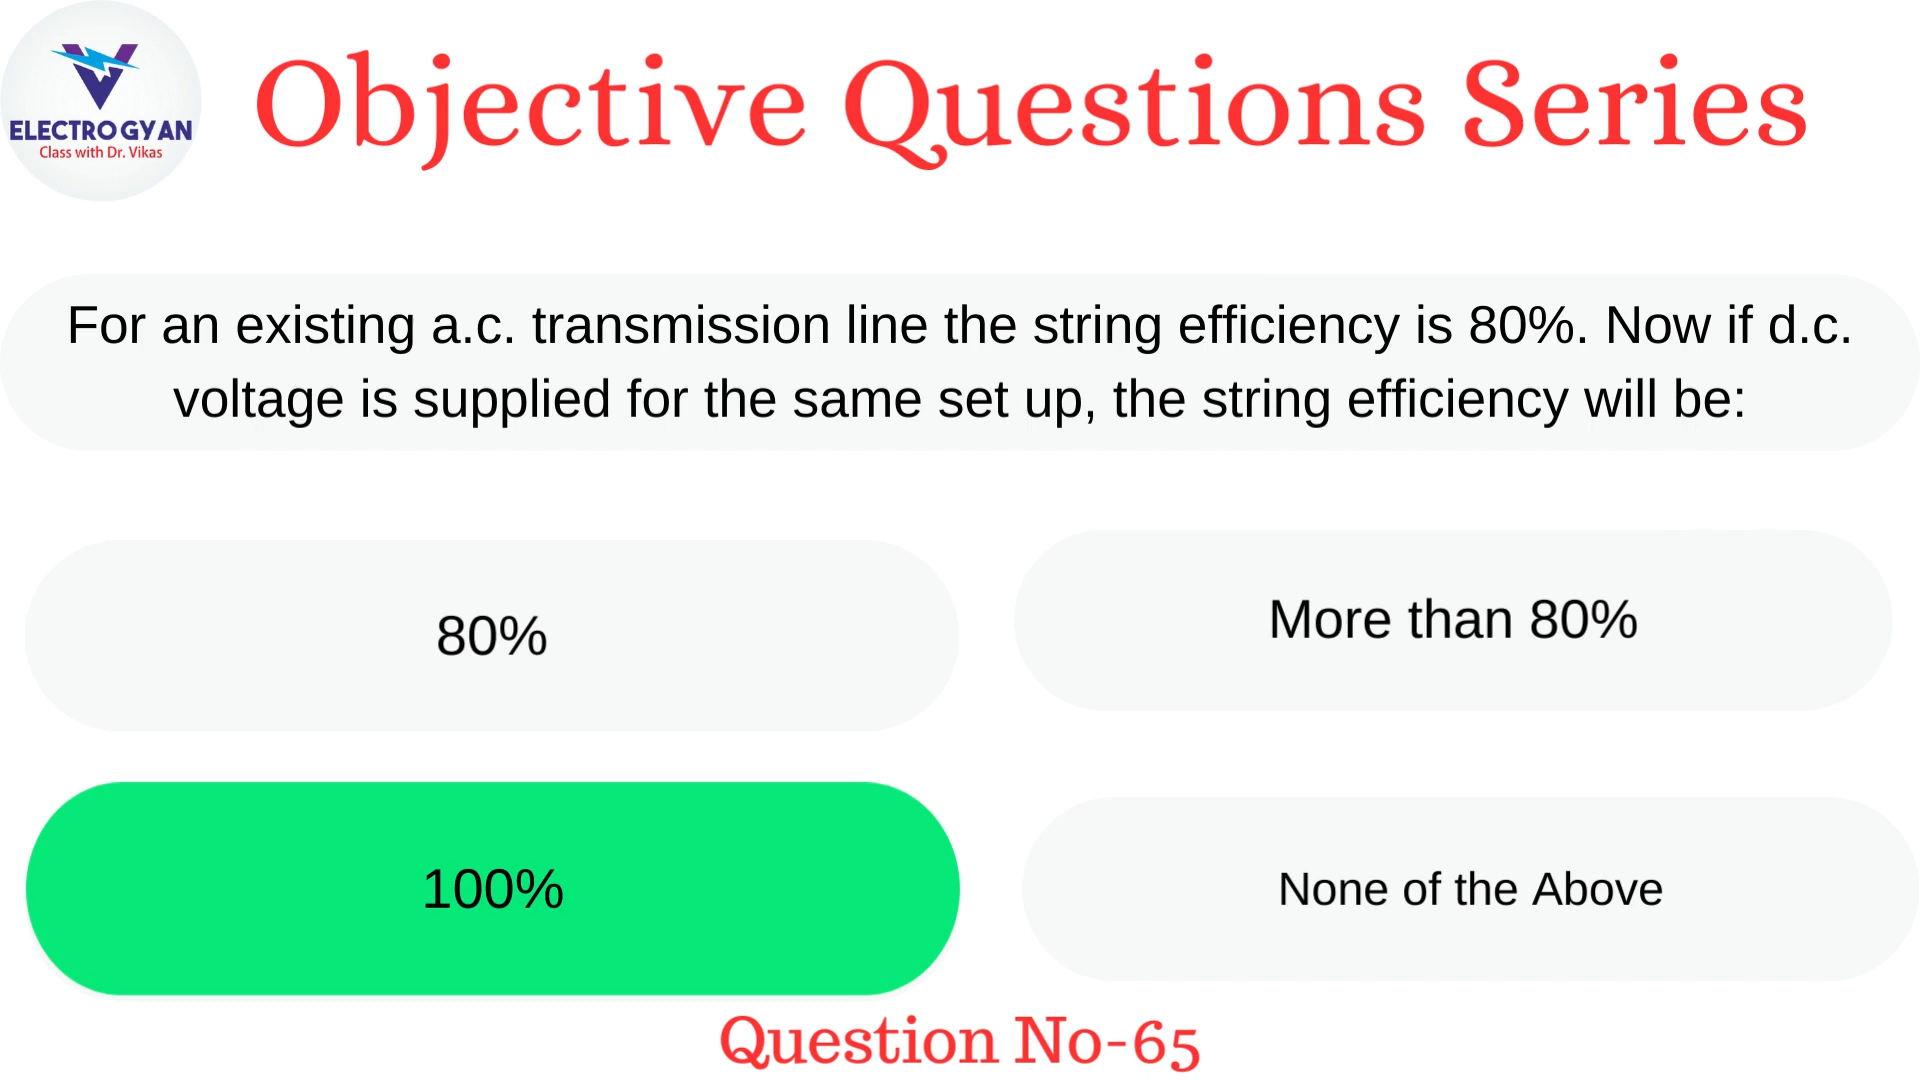 ELECTRO GYAN
Class with Dr. Vikas
Objective Questions Series
For an existing a.c. transmission line the string efficiency is 80%. Now if d.c.
voltage is supplied for the same set up, the string efficiency will be:
80%
More than 80%
100%
None of the Above
Question No-65